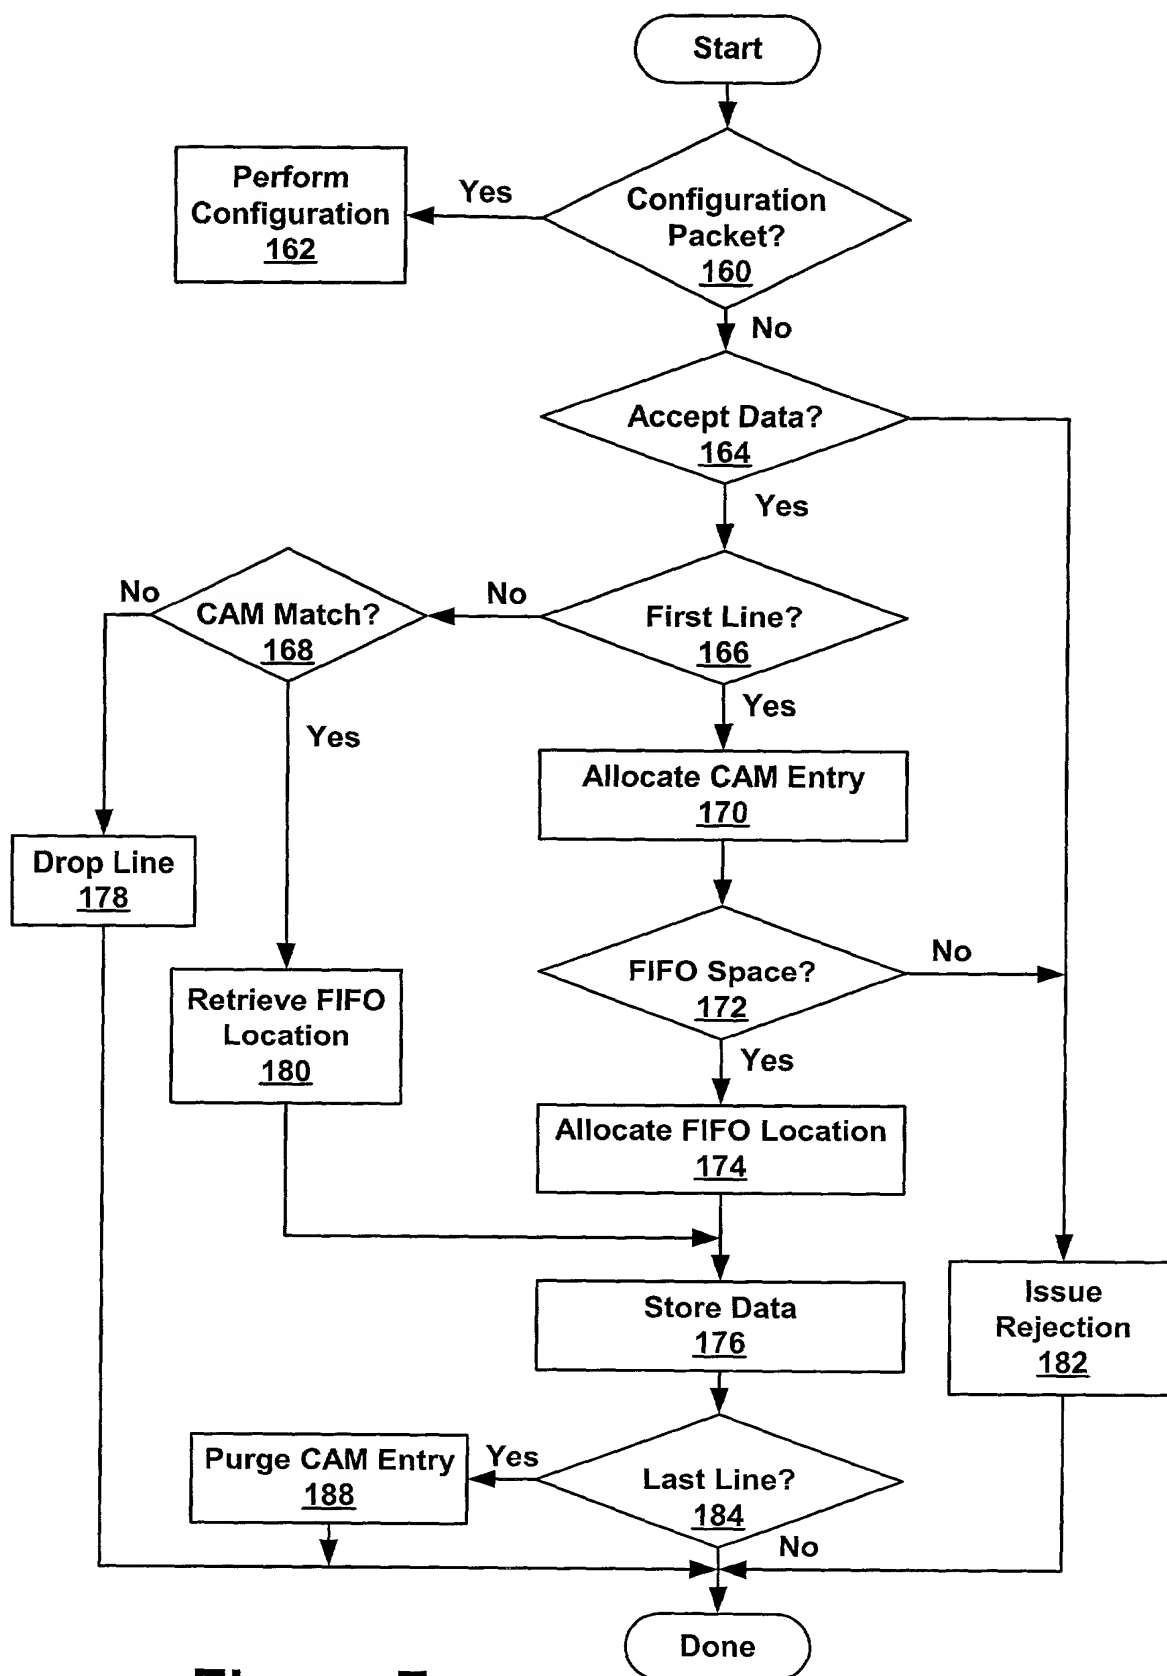 Start
Perform
Configuration
162
Yes
Configuration
Packet?
160
No
Accept Data?
164
Yes
No
CAM Match?
168
No
First Line?
166
Yes
Yes
Allocate CAM Entry
170
Drop Line
178
FIFO Space?
172
No
Retrieve FIFO
Location
180
Yes
Allocate FIFO Location
174
Store Data
176
Issue
Rejection
182
Purge CAM Entry
188
Yes
Last Line?
184
No
Done